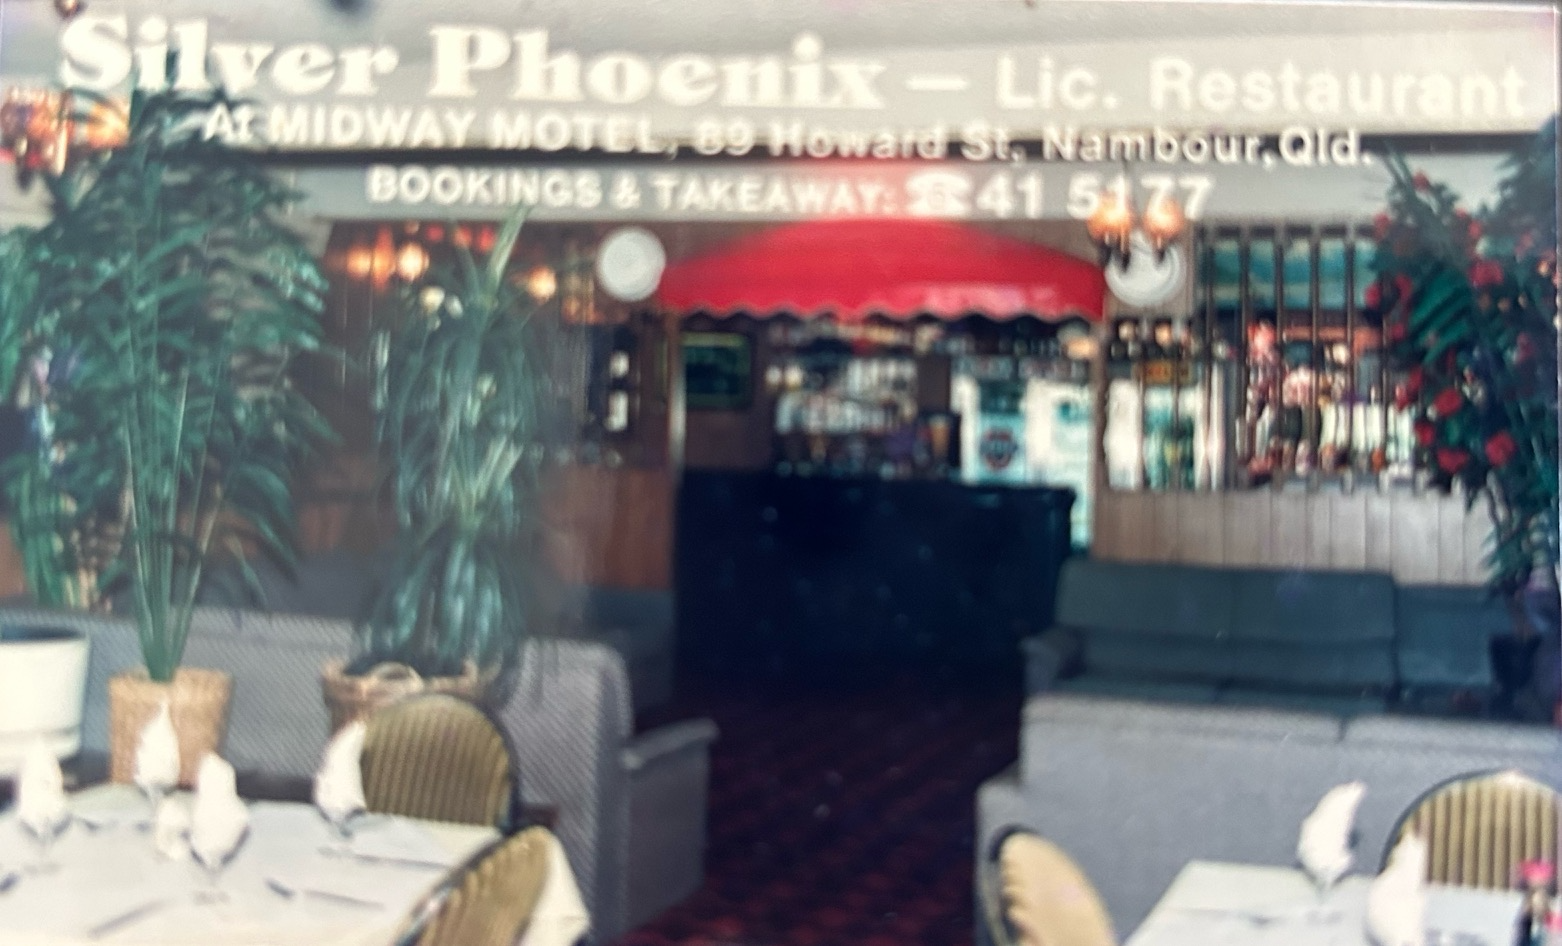 Silver Phoenix — Lic. Restaurant
At MIDWAY MOTEL, 89 Howard St, Nambour, Qld.
BOOKINGS & TAKEAWAY: ☎ 41 5177